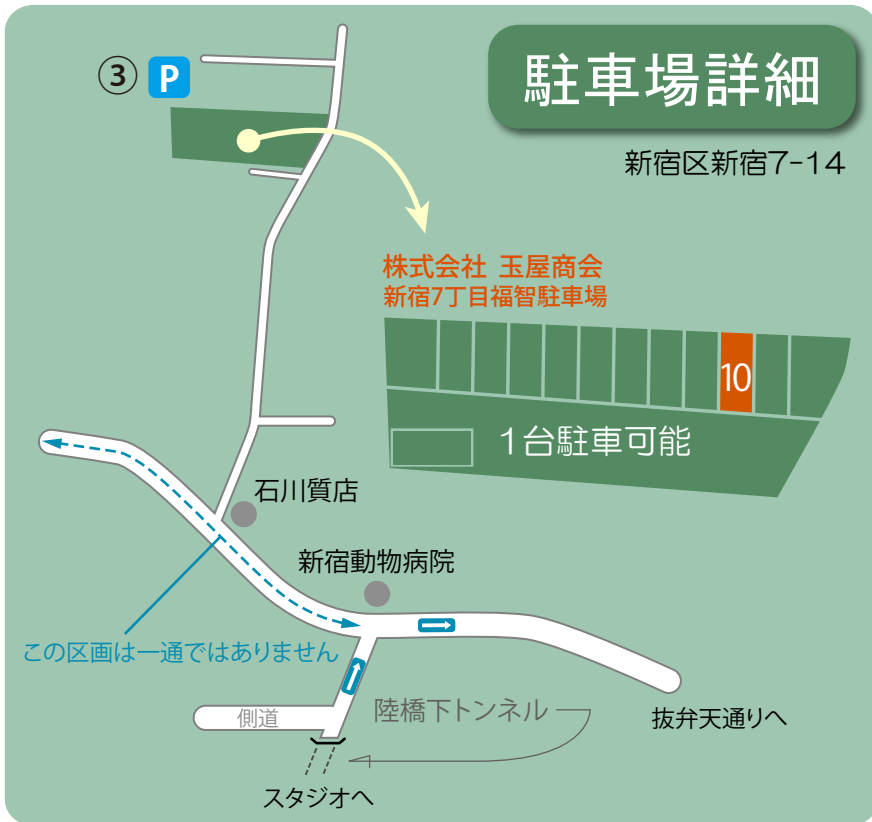 ③ P
駐車場詳細
新宿区新宿7-14
株式会社 玉屋商会
新宿7丁目福智駐車場
10
1台駐車可能
石川質店
新宿動物病院
この区画は一通ではありません
側道
陸橋下トンネル
抜弁天通りへ
スタジオへ